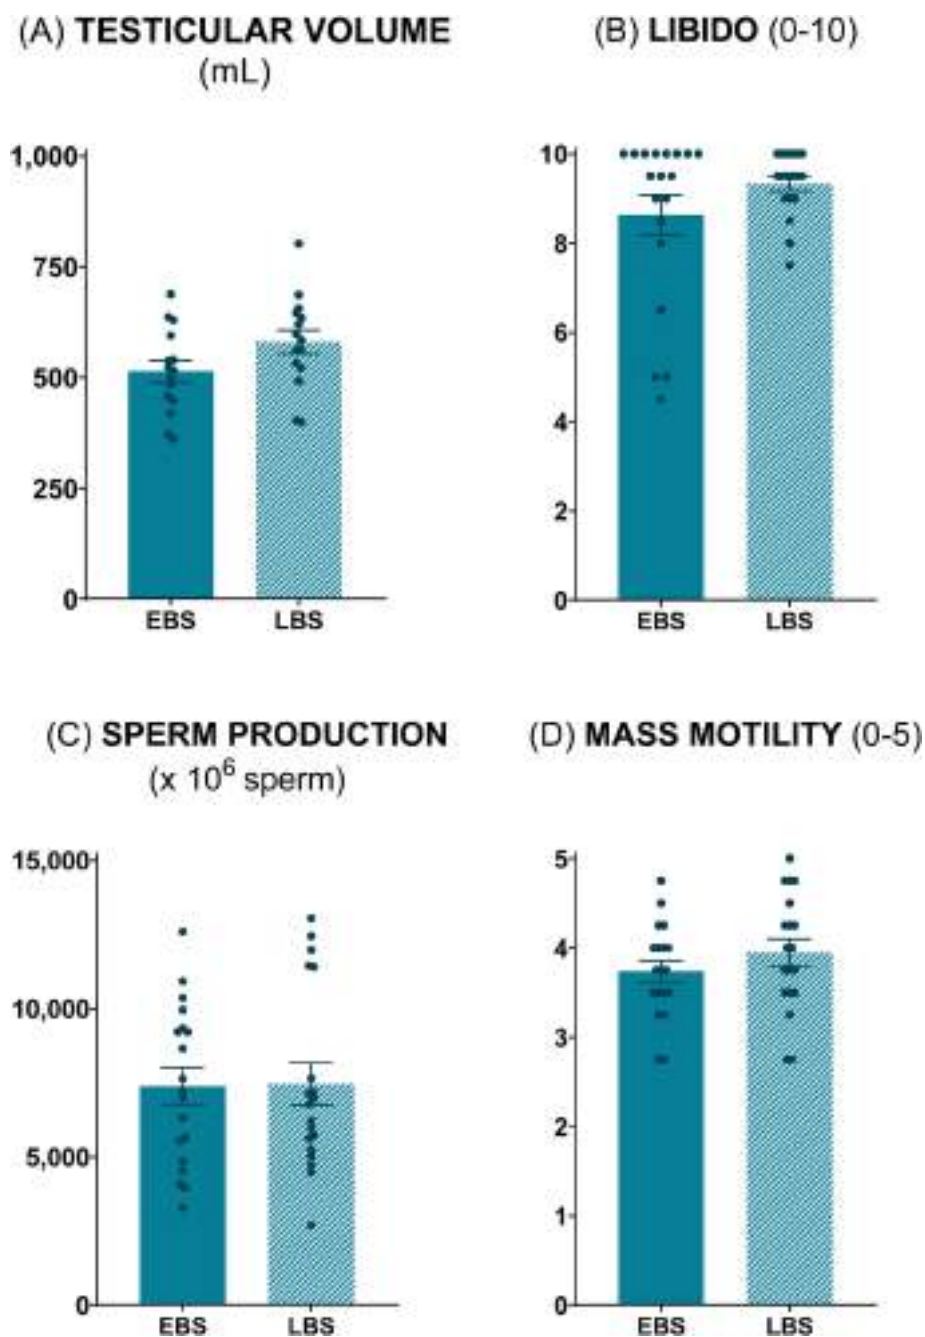 (A) TESTICULAR VOLUME
(mL)
1,000
750
500
250
0
EBS LBS
(B) LIBIDO (0-10)
10
8
6
4
2
0
EBS LBS
(C) SPERM PRODUCTION
(x 10⁶ sperm)
15,000
10,000
5,000
0
EBS LBS
(D) MASS MOTILITY (0-5)
5
4
3
2
1
0
EBS LBS